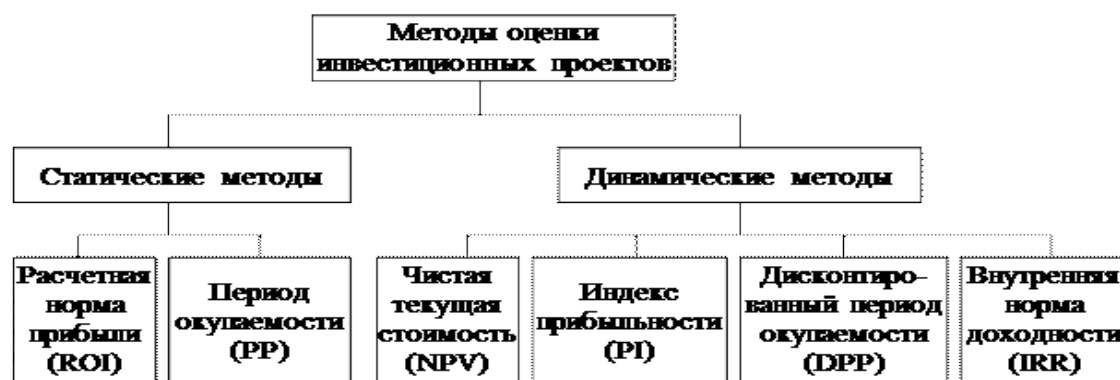 Методы оценки
инвестиционных проектов
Статические методы
Динамические методы
Расчетная
норма
прибыли
(ROI)
Период
окупаемости
(PP)
Чистая
текущая
стоимость
(NPV)
Индекс
прибыльности
(PI)
Дисконтиро-
ванный период
окупаемости
(DPP)
Внутренняя
норма
доходности
(IRR)